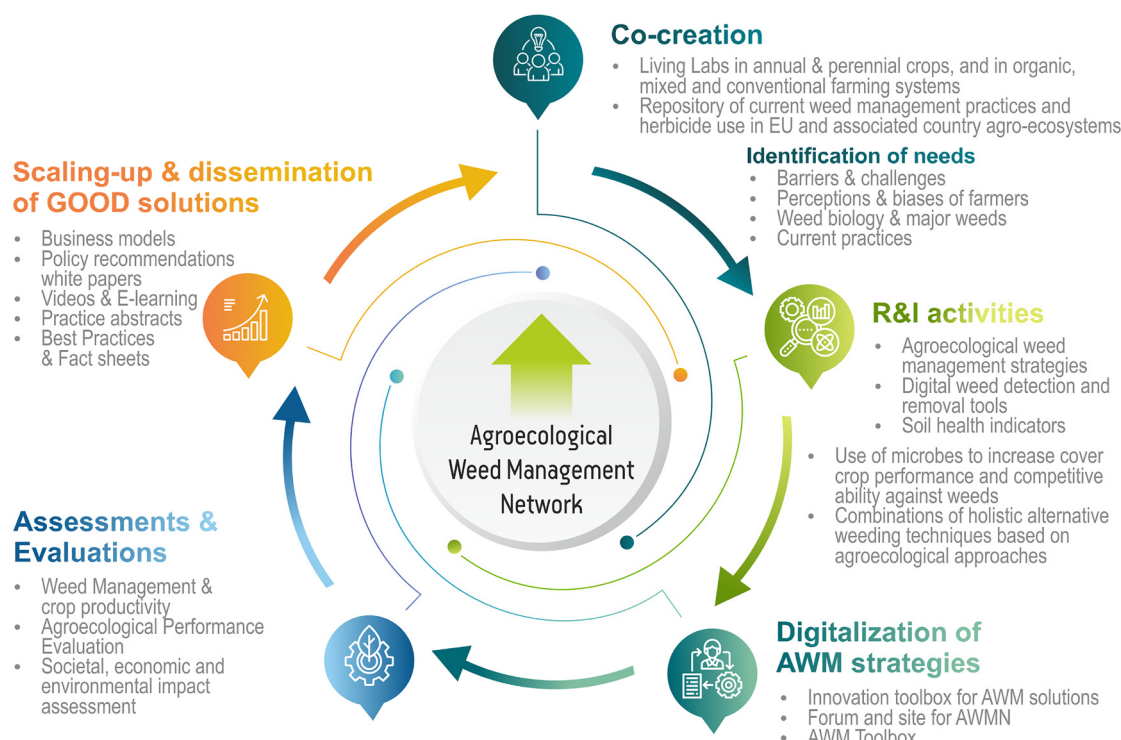 Co-creation
• Living Labs in annual & perennial crops, and in organic,
mixed and conventional farming systems
• Repository of current weed management practices and
herbicide use in EU and associated country agro-ecosystems
Identification of needs
• Barriers & challenges
• Perceptions & biases of farmers
• Weed biology & major weeds
• Current practices
R&I activities
• Agroecological weed
management strategies
• Digital weed detection and
removal tools
• Soil health indicators
• Use of microbes to increase cover
crop performance and competitive
ability against weeds
• Combinations of holistic alternative
weeding techniques based on
agroecological approaches
Digitalization of
AWM strategies
• Innovation toolbox for AWM solutions
• Forum and site for AWMN
• AWM Toolbox
Assessments &
Evaluations
• Weed Management &
crop productivity
• Agroecological Performance
Evaluation
• Societal, economic and
environmental impact
assessment
Scaling-up & dissemination
of GOOD solutions
• Business models
• Policy recommendations
white papers
• Videos & E-learning
• Practice abstracts
• Best Practices
& Fact sheets
Agroecological
Weed Management
Network